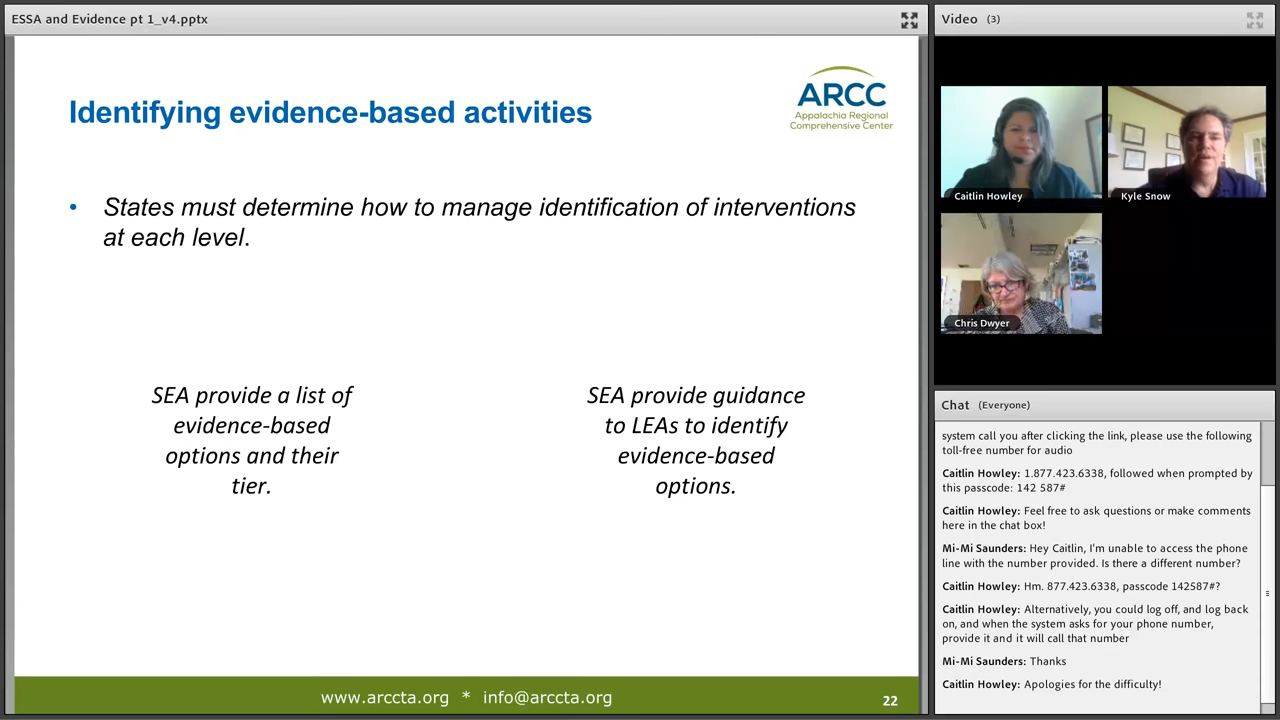 ESSA and Evidence pt 1_v4.pptx
Identifying evidence-based activities
ARCC
Appalachia Regional
Comprehensive Center
• States must determine how to manage identification of interventions
at each level.
SEA provide a list of
evidence-based
options and their
tier.
SEA provide guidance
to LEAs to identify
evidence-based
options.
www.arccta.org * info@arccta.org
22
Video (3)
Caitlin Howley
Kyle Snow
Chris Dwyer
Chat (Everyone)
system call you after clicking the link, please use the following
toll-free number for audio
Caitlin Howley: 1.877.423.6338, followed when prompted by
this passcode: 142 587#
Caitlin Howley: Feel free to ask questions or make comments
here in the chat box!
Mi-Mi Saunders: Hey Caitlin, I'm unable to access the phone
line with the number provided. Is there a different number?
Caitlin Howley: Hm. 877.423.6338, passcode 142587#?
Caitlin Howley: Alternatively, you could log off, and log back
on, and when the system asks for your phone number,
provide it and it will call that number
Mi-Mi Saunders: Thanks
Caitlin Howley: Apologies for the difficulty!